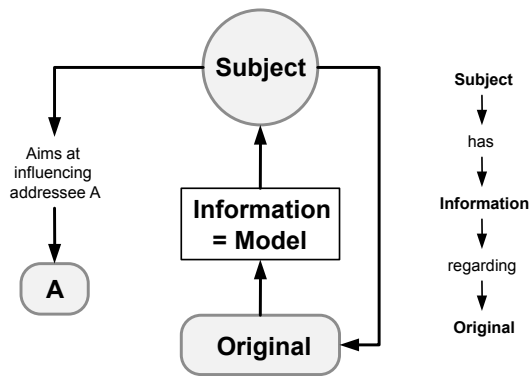 Subject
Aims at
influencing
addressee A
A
Information
= Model
Original
Subject
has
Information
regarding
Original